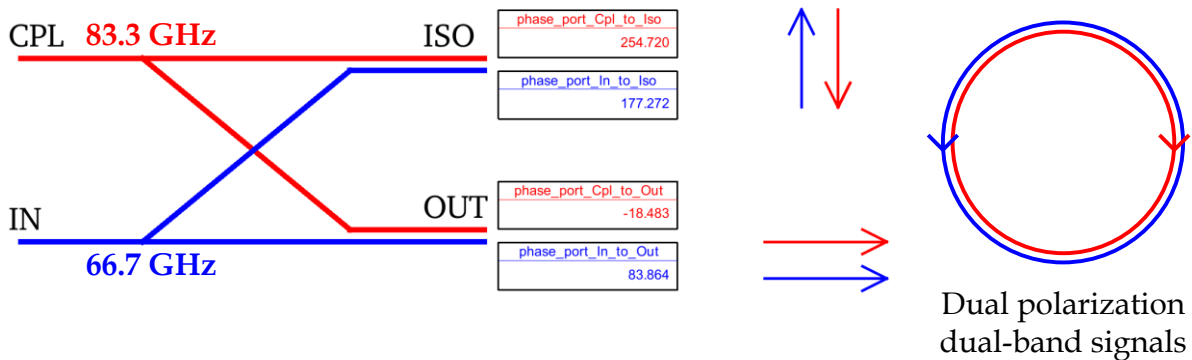 CPL 83.3 GHz ISO
phase_port_Cpl_to_Iso
254.720
phase_port_In_to_Iso
177.272
IN
66.7 GHz
OUT
phase_port_Cpl_to_Out
-18.483
phase_port_In_to_Out
83.864
Dual polarization
dual-band signals